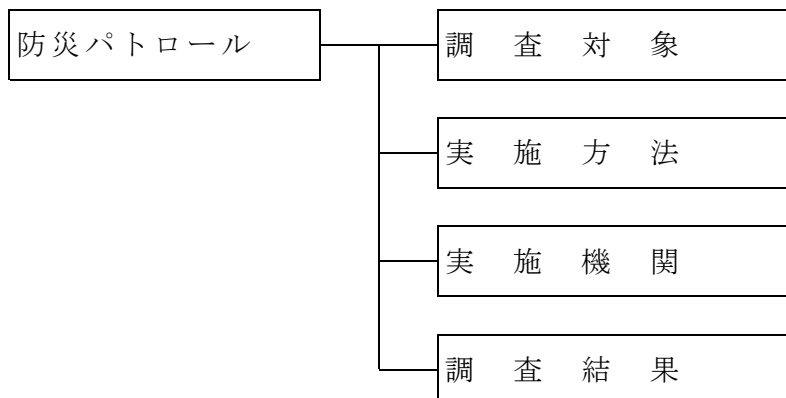 防災パトロール
調査対象
実施方法
実施機関
調査結果